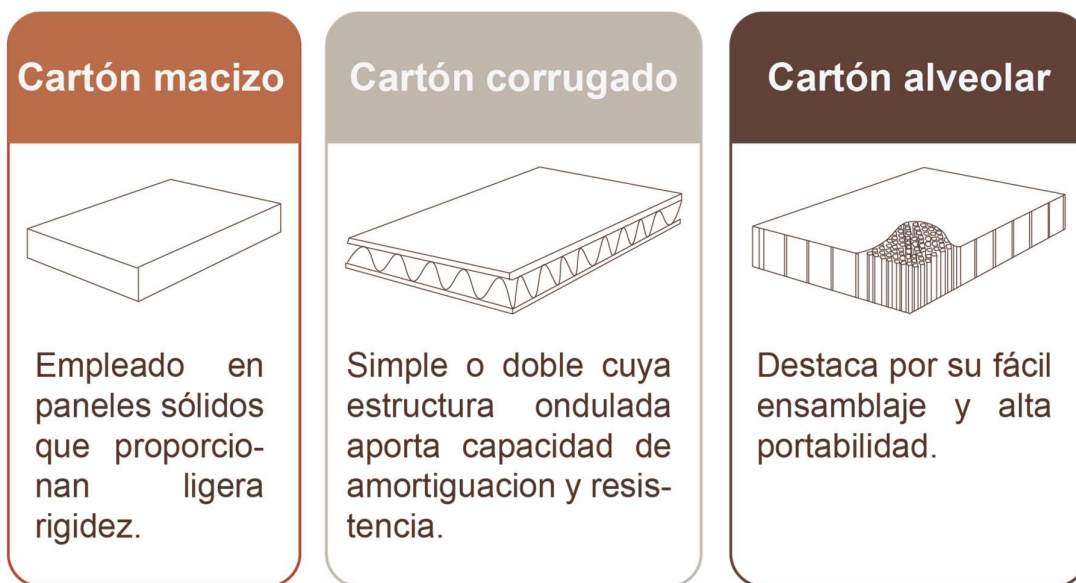 Cartón macizo
Empleado en
paneles sólidos
que proporcio-
nan ligera
rigidez.
Cartón corrugado
Simple o doble cuya
estructura ondulada
aporta capacidad de
amortiguacion y resis-
tencia.
Cartón alveolar
Destaca por su fácil
ensamblaje y alta
portabilidad.